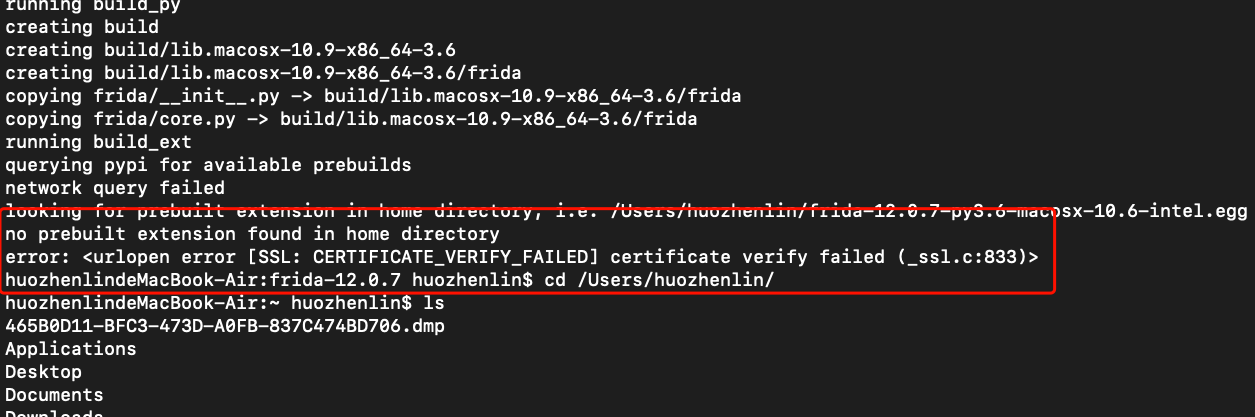 running build_py
creating build
creating build/lib.macosx-10.9-x86_64-3.6
creating build/lib.macosx-10.9-x86_64-3.6/frida
copying frida/__init__.py -> build/lib.macosx-10.9-x86_64-3.6/frida
copying frida/core.py -> build/lib.macosx-10.9-x86_64-3.6/frida
running build_ext
querying pypi for available prebuilds
network query failed
looking for prebuilt extension in home directory, i.e. /Users/huozhenlin/frida-12.0.7-py3.6-macosx-10.6-intel.egg
no prebuilt extension found in home directory
error: <urlopen error [SSL: CERTIFICATE_VERIFY_FAILED] certificate verify failed (_ssl.c:833)>
huozhenlindeMacBook-Air:frida-12.0.7 huozhenlin$ cd /Users/huozhenlin/
huozhenlindeMacBook-Air:~ huozhenlin$ ls
465B0D11-BFC3-473D-A0FB-837C474BD706.dmp
Applications
Desktop
Documents
Downloads